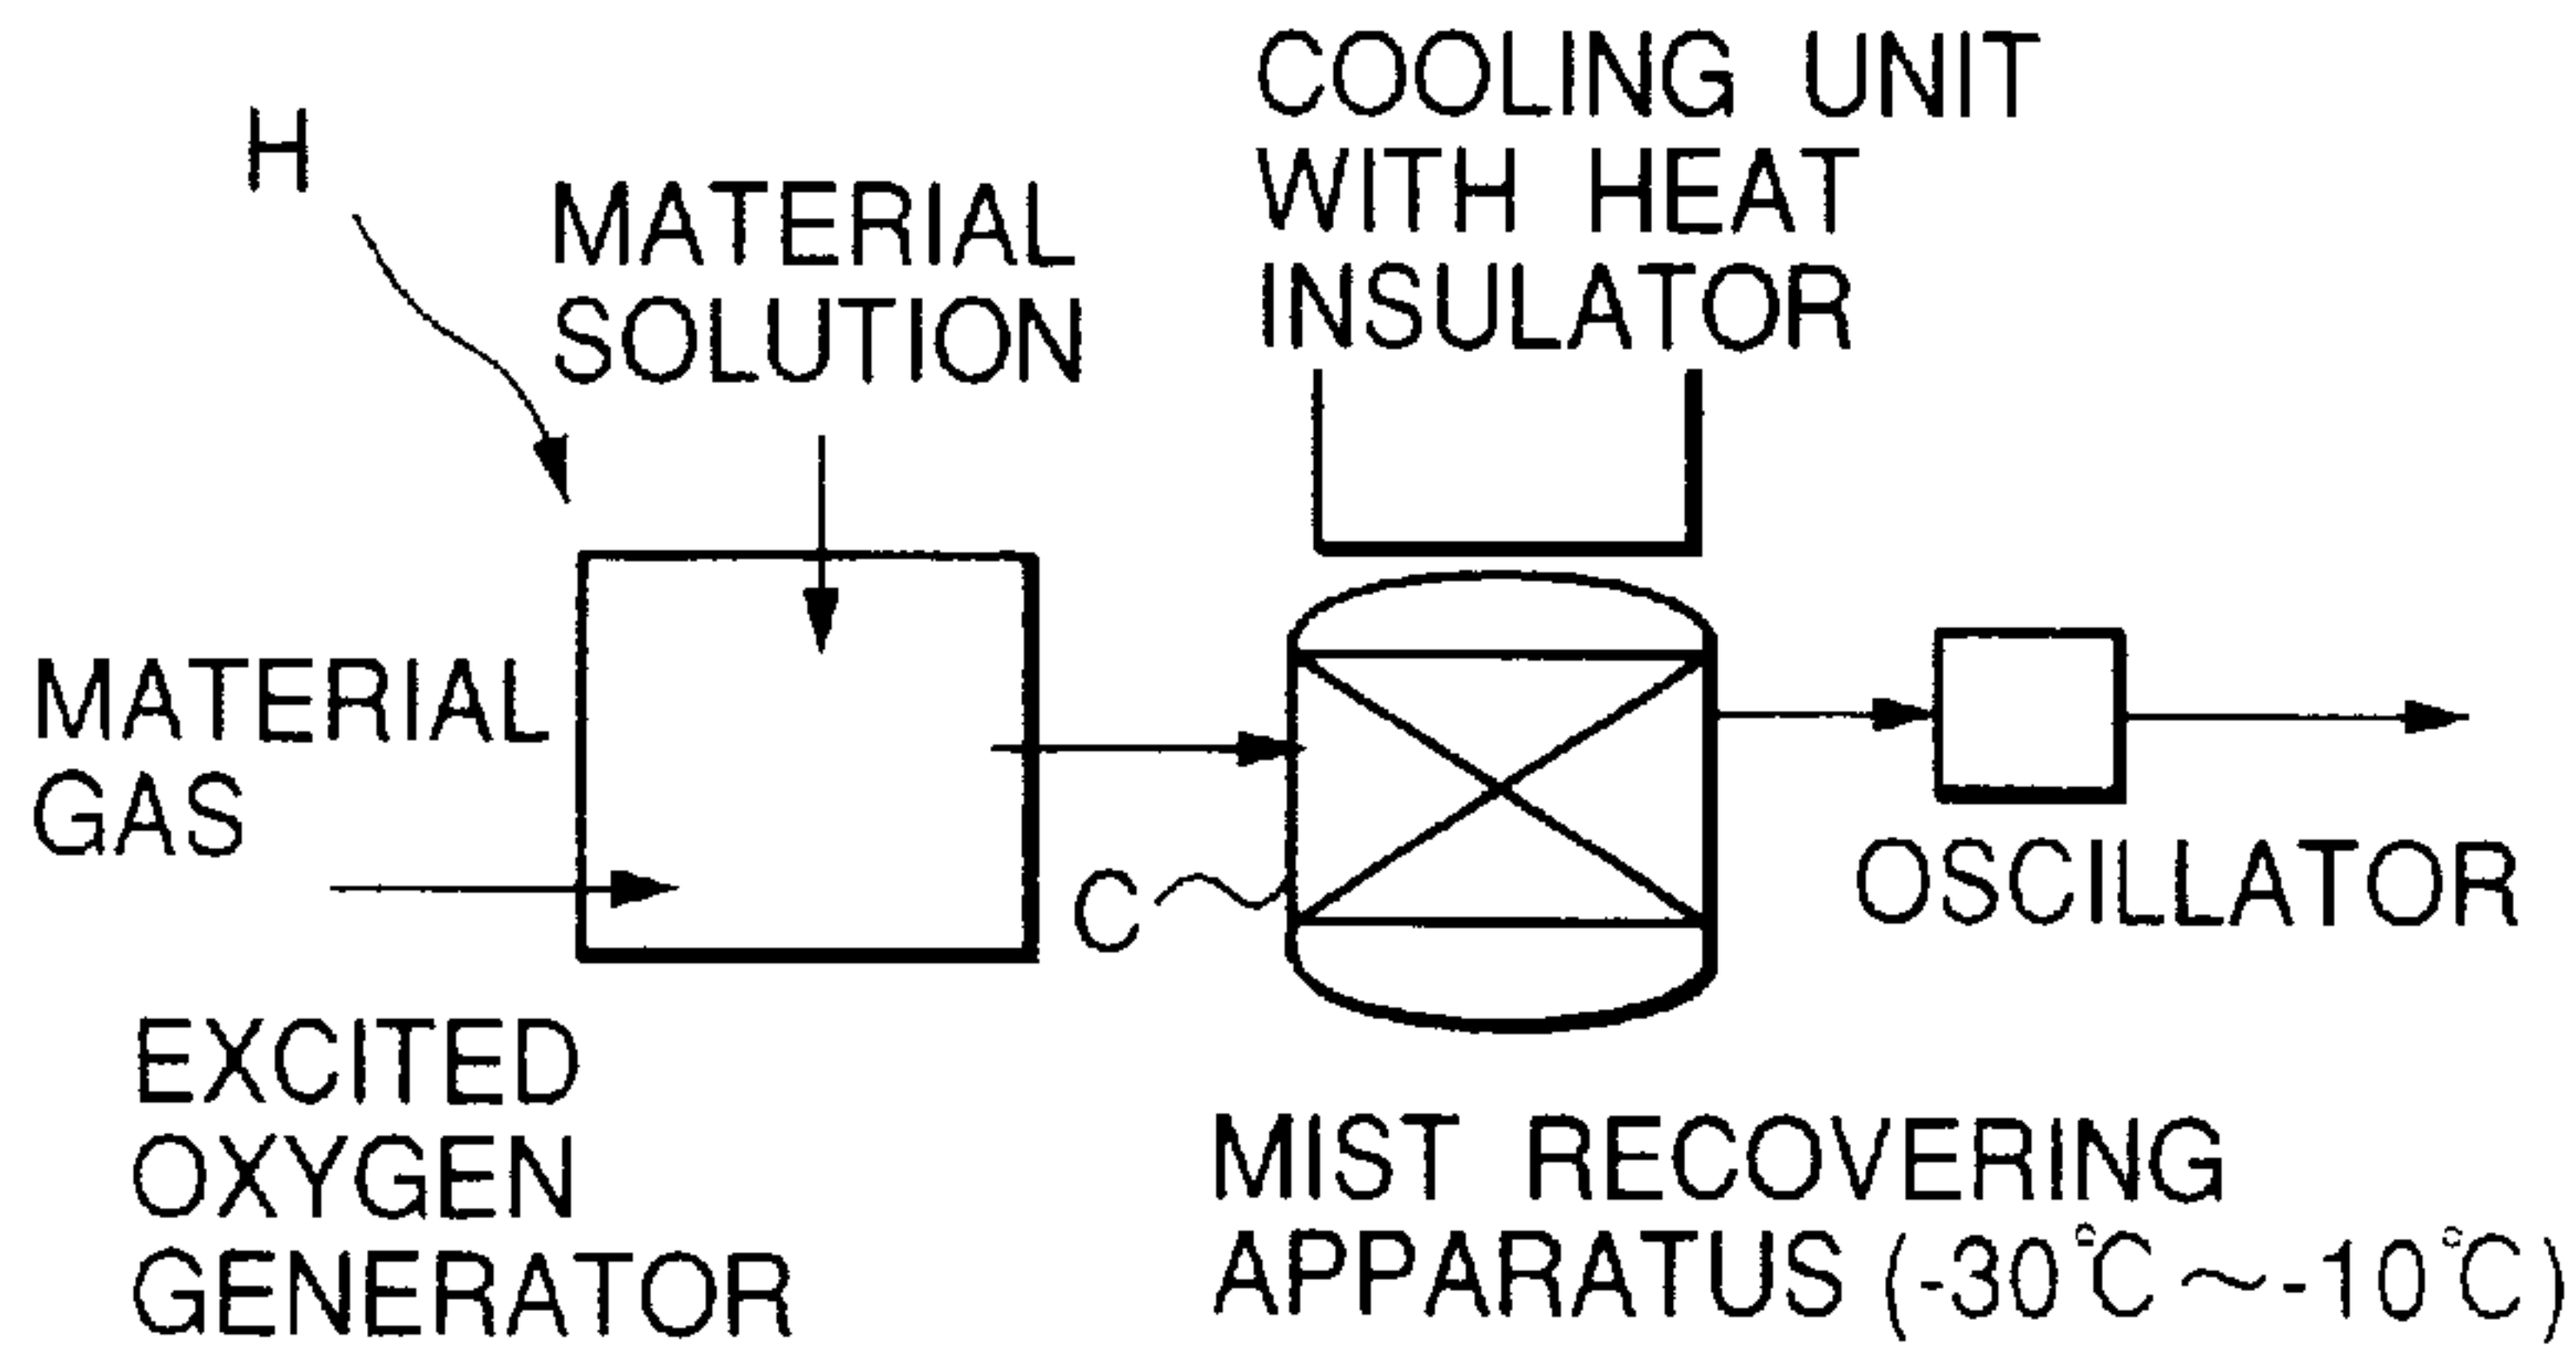 H
MATERIAL
SOLUTION
COOLING UNIT
WITH HEAT
INSULATOR
MATERIAL
GAS
C
OSCILLATOR
EXCITED
OXYGEN
GENERATOR
MIST RECOVERING
APPARATUS (-30°C～-10°C)